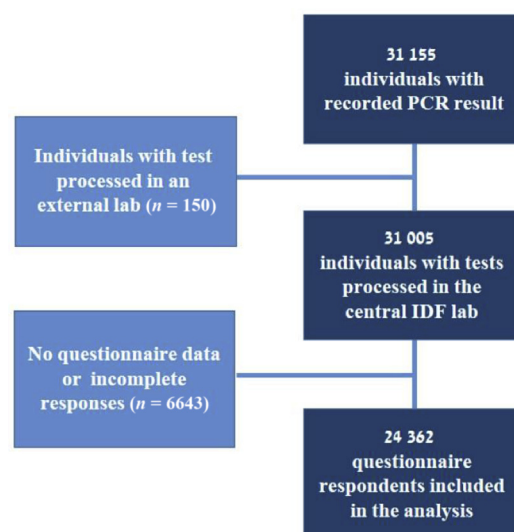 31 155
individuals with
recorded PCR result
Individuals with test
processed in an
external lab (n = 150)
31 005
individuals with tests
processed in the
central IDF lab
No questionnaire data
or incomplete
responses (n = 6643)
24 362
questionnaire
respondents included
in the analysis